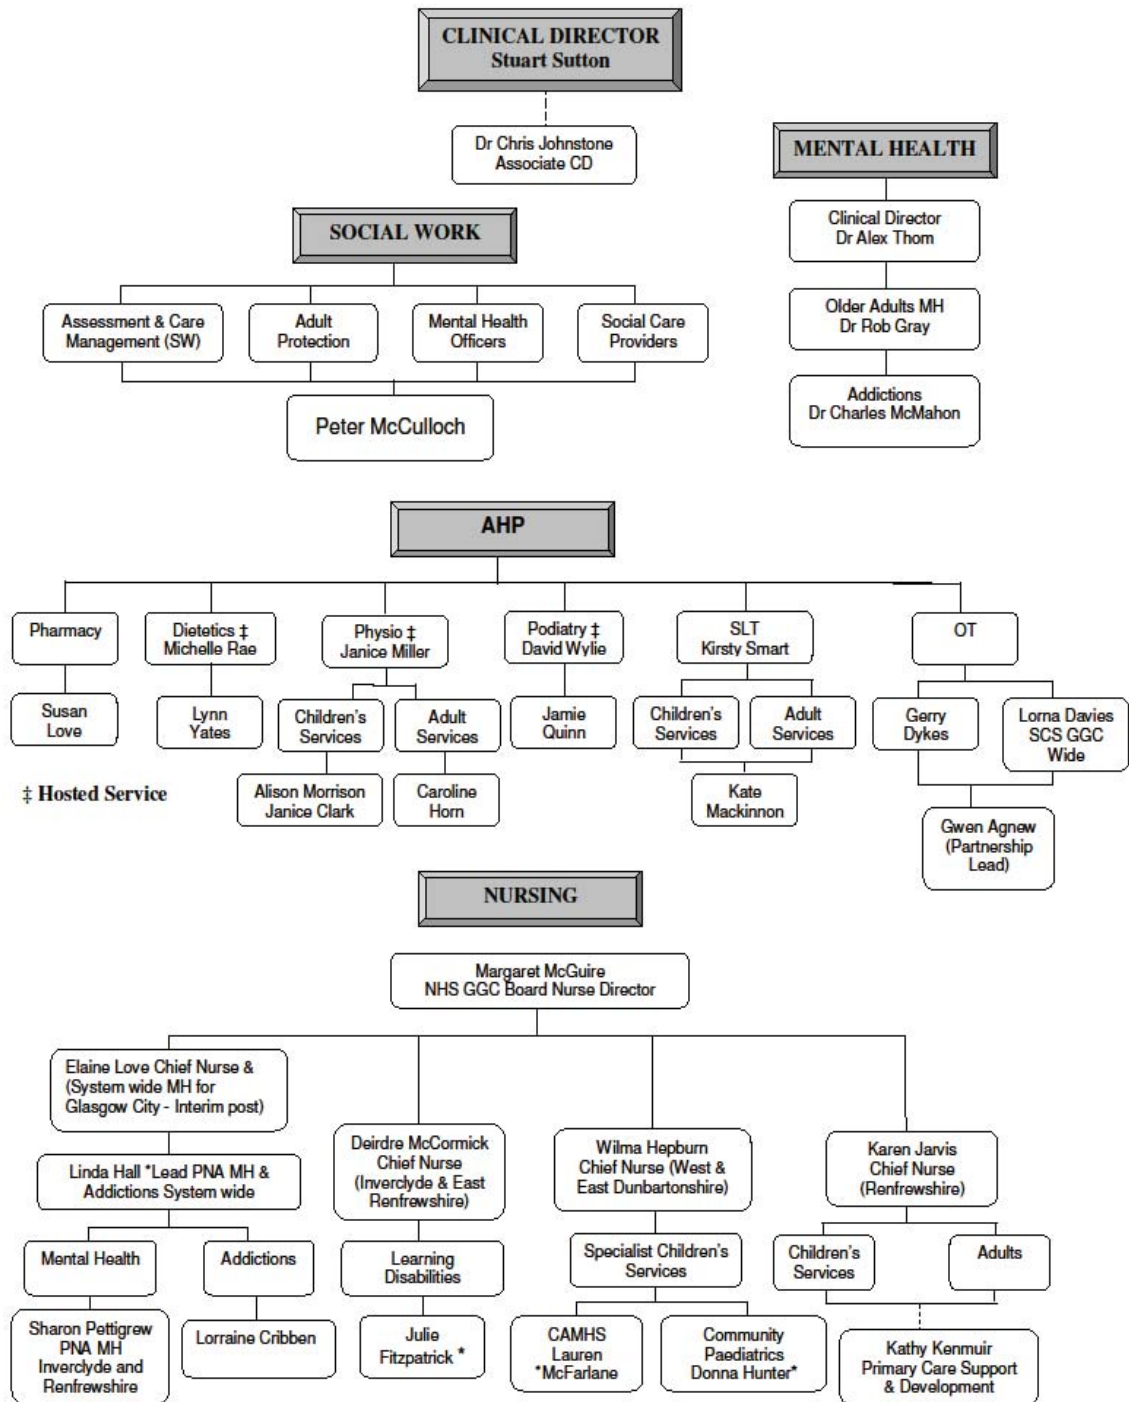 CLINICAL DIRECTOR
Stuart Sutton
Dr Chris Johnstone
Associate CD
MENTAL HEALTH
Clinical Director
Dr Alex Thom
Older Adults MH
Dr Rob Gray
Addictions
Dr Charles McMahon
SOCIAL WORK
Assessment & Care
Management (SW)
Adult
Protection
Mental Health
Officers
Social Care
Providers
Peter McCulloch
AHP
Pharmacy
Susan
Love
Dietetics ‡
Michelle Rae
Lynn
Yates
Physio ‡
Janice Miller
Children's
Services
Alison Morrison
Janice Clark
Adult
Services
Caroline
Horn
Podiatry ‡
David Wylie
Jamie
Quinn
SLT
Kirsty Smart
Children's
Services
Adult
Services
Kate
Mackinnon
OT
Gerry
Dykes
Lorna Davies
SCS GGC
Wide
Gwen Agnew
(Partnership
Lead)
‡ Hosted Service
NURSING
Margaret McGuire
NHS GGC Board Nurse Director
Elaine Love Chief Nurse &
(System wide MH for
Glasgow City - Interim post)
Linda Hall *Lead PNA MH &
Addictions System wide
Mental Health
Sharon Pettigrew
PNA MH
Inverclyde and
Renfrewshire
Addictions
Lorraine Cribben
Deirdre McCormick
Chief Nurse
(Inverclyde & East
Renfrewshire)
Learning
Disabilities
Julie
Fitzpatrick *
Wilma Hepburn
Chief Nurse (West &
East Dunbartonshire)
Specialist Children's
Services
CAMHS
Lauren
*McFarlane
Community
Paediatrics
Donna Hunter*
Karen Jarvis
Chief Nurse
(Renfrewshire)
Children's
Services
Adults
Kathy Kenmuir
Primary Care Support
& Development